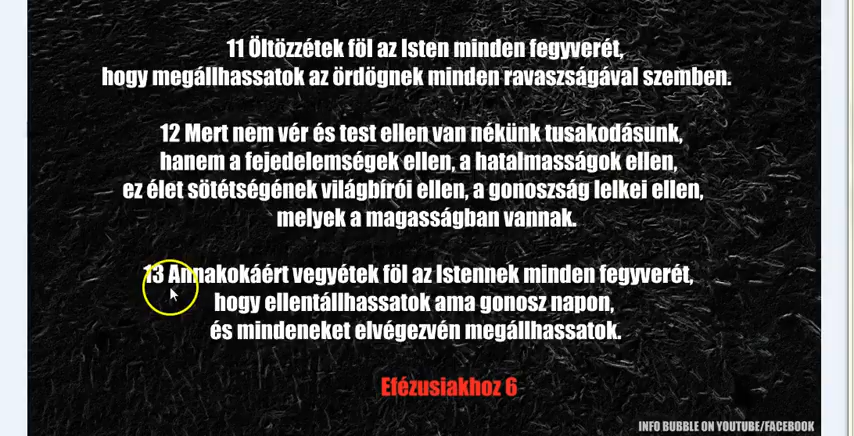 11 Öltözzétek föl az Isten minden fegyverét,
hogy megállhassatok az ördögnek minden ravaszságával szemben.
12 Mert nem vér és test ellen van nékünk tusakodásunk,
hanem a fejedelemségek ellen, a hatalmasságok ellen,
ez élet sötétségének világbírói ellen, a gonoszság lelkei ellen,
melyek a magasságban vannak.
13 Annakokáért vegyétek föl az Istennek minden fegyverét,
hogy ellentállhassatok ama gonosz napon,
és mindeneket elvégezvén megállhassatok.
Efézusiakhoz 6
INFO BUBBLE ON YOUTUBE/FACEBOOK